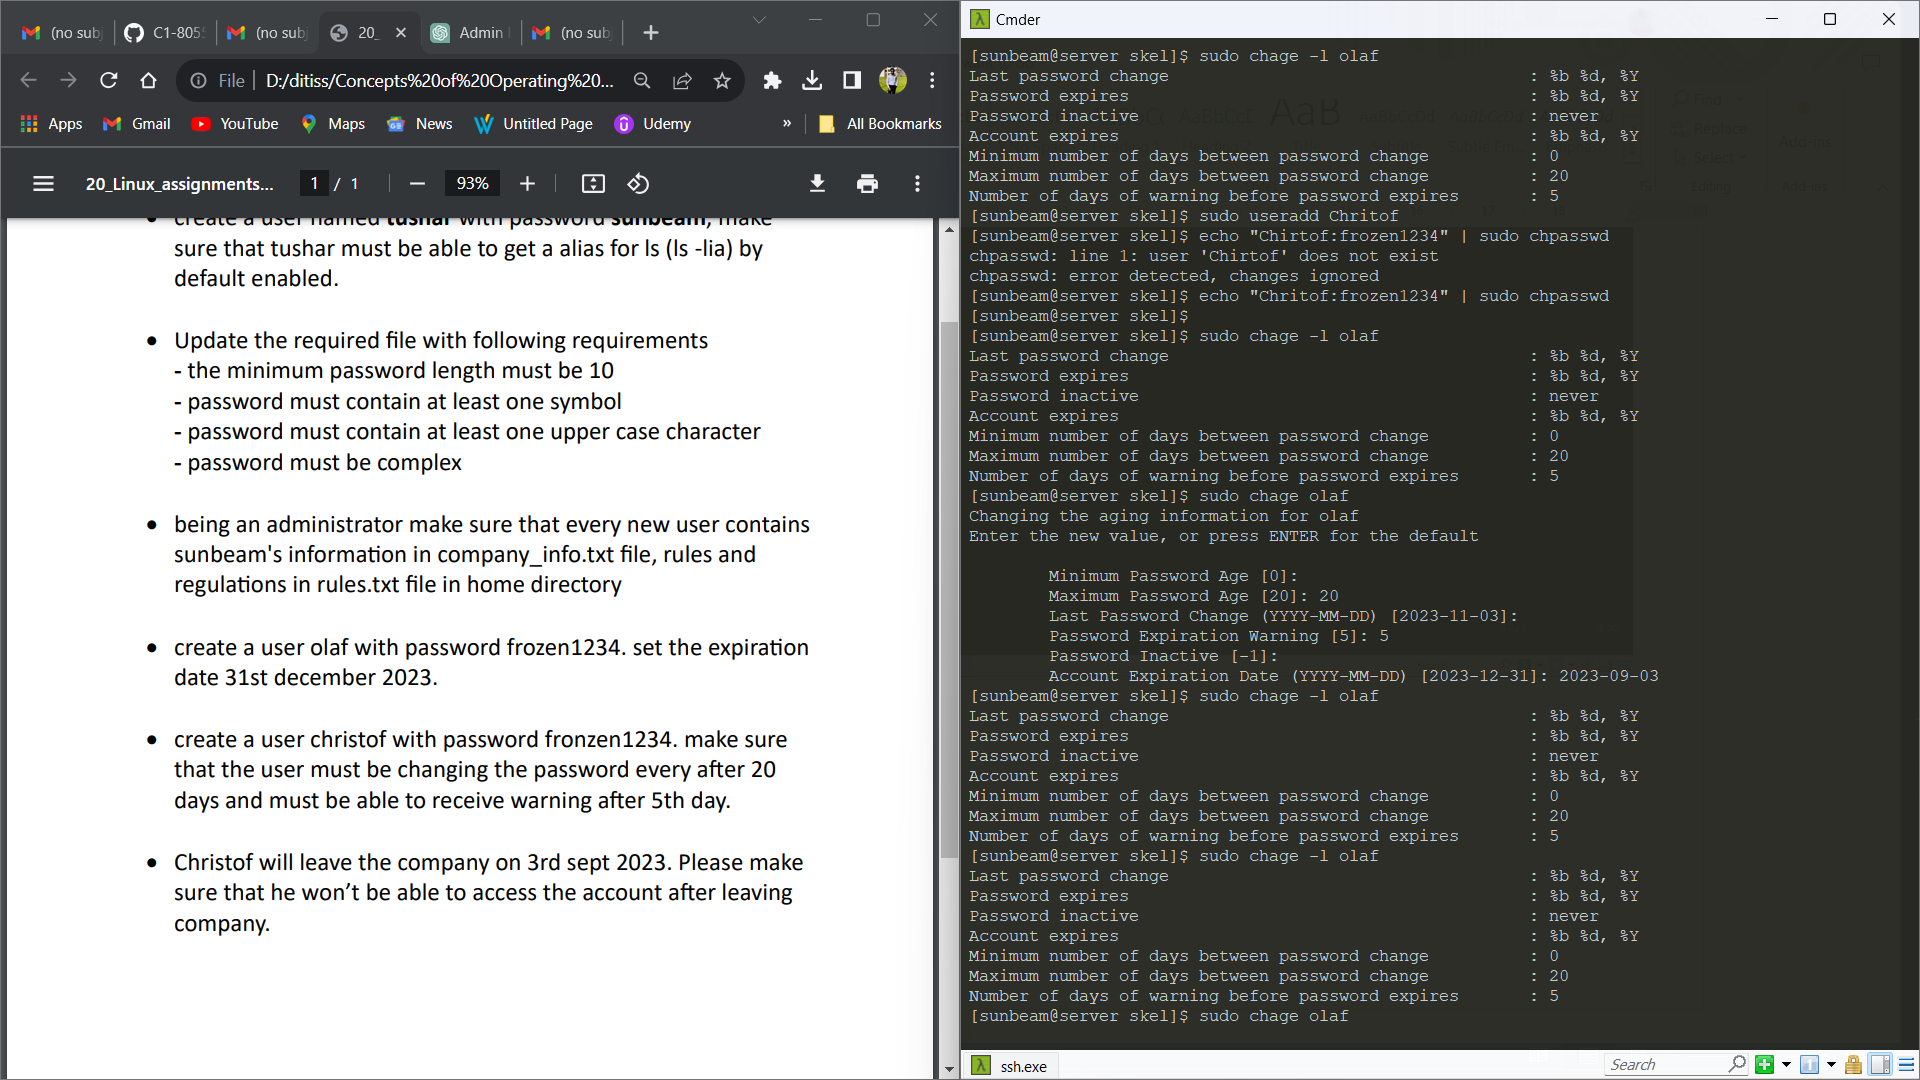 (no sub
C1-805
(no sub
20_
Admin
(no sub
File
D:/ditiss/Concepts%20of%20Operating%20...
Apps
Gmail
YouTube
Maps
News
Untitled Page
Udemy
»
All Bookmarks
20_Linux_assignments...
1 / 1
93%
create a user named tushar with password sunbeam, make
sure that tushar must be able to get a alias for ls (ls -lia) by
default enabled.
• Update the required file with following requirements
- the minimum password length must be 10
- password must contain at least one symbol
- password must contain at least one upper case character
- password must be complex
• being an administrator make sure that every new user contains
sunbeam's information in company_info.txt file, rules and
regulations in rules.txt file in home directory
• create a user olaf with password frozen1234. set the expiration
date 31st december 2023.
• create a user christof with password fronzen1234. make sure
that the user must be changing the password every after 20
days and must be able to receive warning after 5th day.
• Christof will leave the company on 3rd sept 2023. Please make
sure that he won’t be able to access the account after leaving
company.
Cmder
[sunbeam@server skel]$ sudo chage -l olaf
Last password change : %b %d, %Y
Password expires : %b %d, %Y
Password inactive : never
Account expires : %b %d, %Y
Minimum number of days between password change : 0
Maximum number of days between password change : 20
Number of days of warning before password expires : 5
[sunbeam@server skel]$ sudo useradd Chritof
[sunbeam@server skel]$ echo "Chirtof:frozen1234" | sudo chpasswd
chpasswd: line 1: user 'Chirtof' does not exist
chpasswd: error detected, changes ignored
[sunbeam@server skel]$ echo "Chritof:frozen1234" | sudo chpasswd
[sunbeam@server skel]$
[sunbeam@server skel]$ sudo chage -l olaf
Last password change : %b %d, %Y
Password expires : %b %d, %Y
Password inactive : never
Account expires : %b %d, %Y
Minimum number of days between password change : 0
Maximum number of days between password change : 20
Number of days of warning before password expires : 5
[sunbeam@server skel]$ sudo chage olaf
Changing the aging information for olaf
Enter the new value, or press ENTER for the default
Minimum Password Age [0]:
Maximum Password Age [20]: 20
Last Password Change (YYYY-MM-DD) [2023-11-03]:
Password Expiration Warning [5]: 5
Password Inactive [-1]:
Account Expiration Date (YYYY-MM-DD) [2023-12-31]: 2023-09-03
[sunbeam@server skel]$ sudo chage -l olaf
Last password change : %b %d, %Y
Password expires : %b %d, %Y
Password inactive : never
Account expires : %b %d, %Y
Minimum number of days between password change : 0
Maximum number of days between password change : 20
Number of days of warning before password expires : 5
[sunbeam@server skel]$ sudo chage -l olaf
Last password change : %b %d, %Y
Password expires : %b %d, %Y
Password inactive : never
Account expires : %b %d, %Y
Minimum number of days between password change : 0
Maximum number of days between password change : 20
Number of days of warning before password expires : 5
[sunbeam@server skel]$ sudo chage olaf
ssh.exe
Search